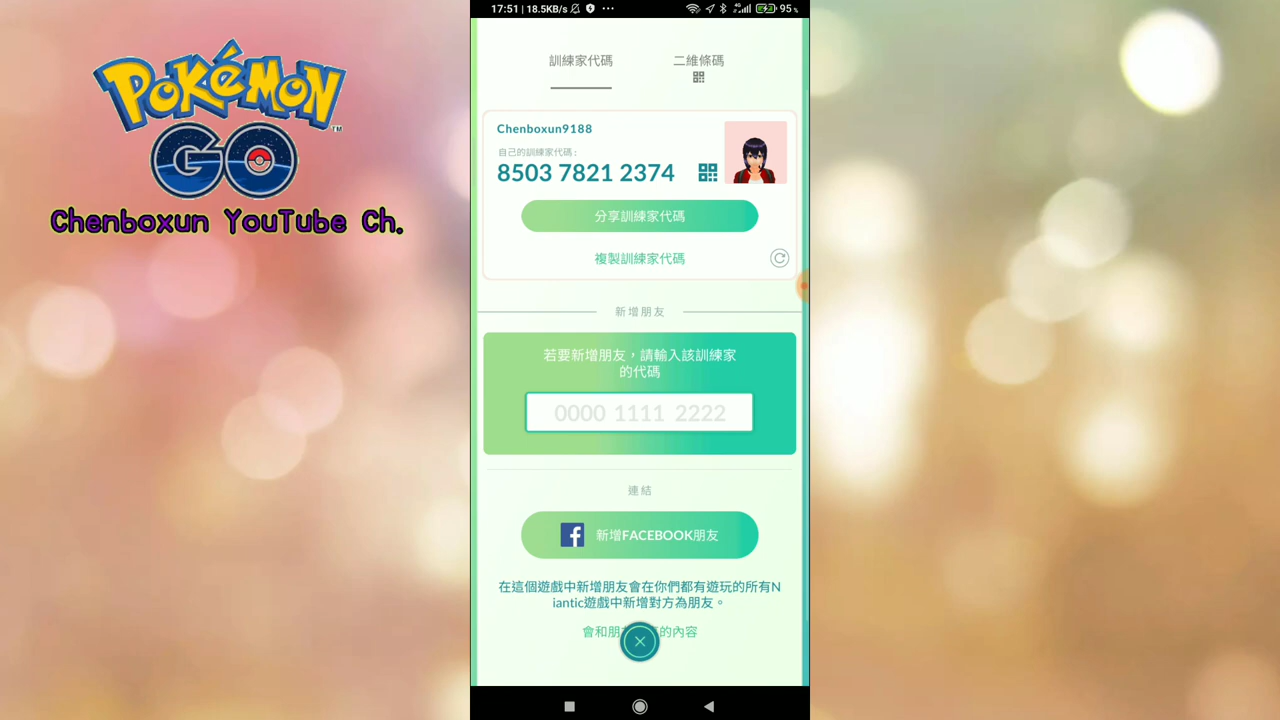 POKÉMON
GO
TM
Chenboxun YouTube Ch.
17:51 | 18.5KB/s
4G
95 %
訓練家代碼
二維條碼
Chenboxun9188
自己的訓練家代碼:
8503 7821 2374
分享訓練家代碼
複製訓練家代碼
新增朋友
若要新增朋友，請輸入該訓練家
的代碼
0000 1111 2222
連結
f 新增FACEBOOK朋友
在這個遊戲中新增朋友會在你們都有遊玩的所有N
iantic遊戲中新增對方為朋友。
會和朋 的內容